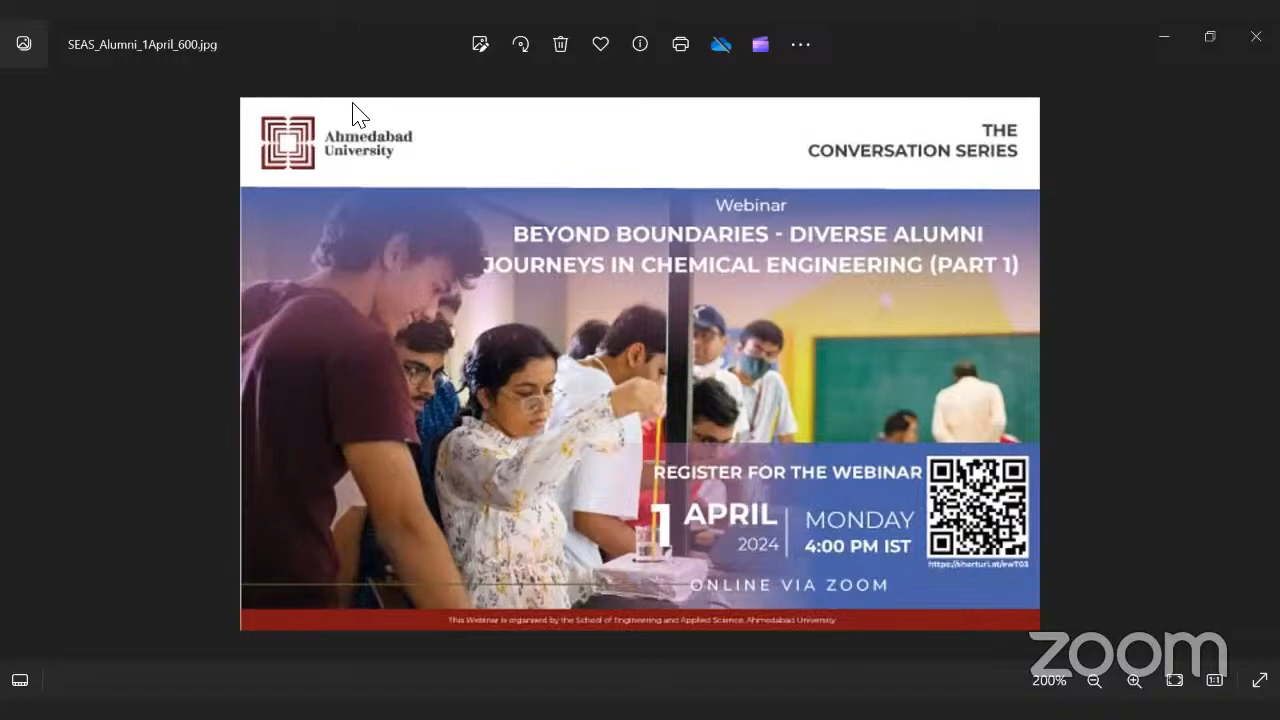 SEAS_Alumni_1April_600.jpg
Ahmedabad
University
THE
CONVERSATION SERIES
Webinar
BEYOND BOUNDARIES - DIVERSE ALUMNI
JOURNEYS IN CHEMICAL ENGINEERING (PART 1)
REGISTER FOR THE WEBINAR
1 APRIL
2024
MONDAY
4:00 PM IST
ONLINE VIA ZOOM
This Webinar is organised by the School of Engineering and Applied Science, Ahmedabad University
zoom
200%
1:1